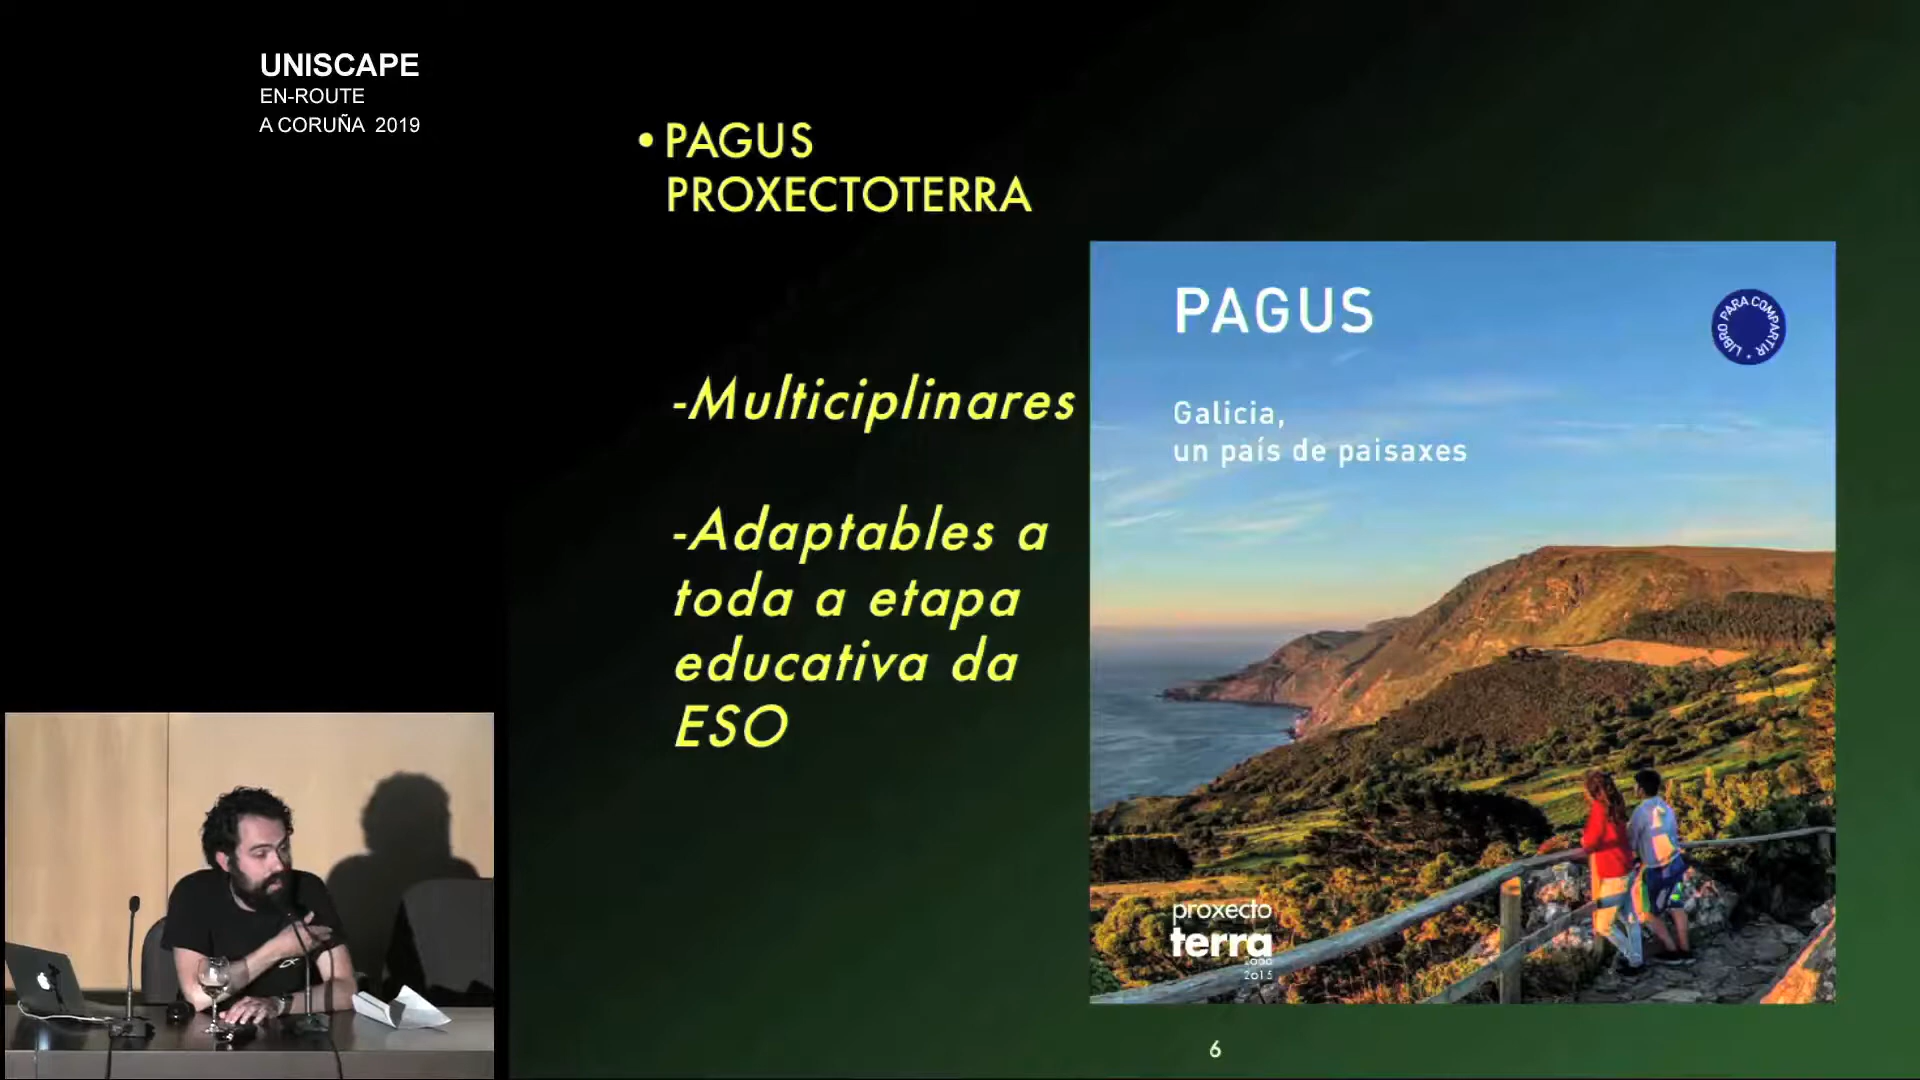 UNISCAPE
EN-ROUTE
A CORUÑA 2019
• PAGUS
PROXECTOTERRA
-Multiciplinares
-Adaptables a
toda a etapa
educativa da
ESO
PAGUS
LIBRO PARA COMPARTIR •
Galicia,
un país de paisaxes
proxecto
terra
2015
6